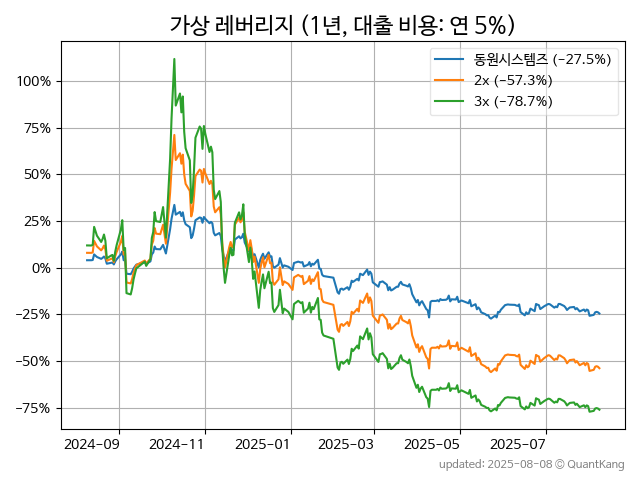 가상 레버리지 (1년, 대출 비용: 연 5%)
동원시스템즈 (-27.5%)
2x (-57.3%)
3x (-78.7%)
100%
75%
50%
25%
0%
−25%
−50%
−75%
2024-09
2024-11
2025-01
2025-03
2025-05
2025-07
updated: 2025-08-08 © QuantKang